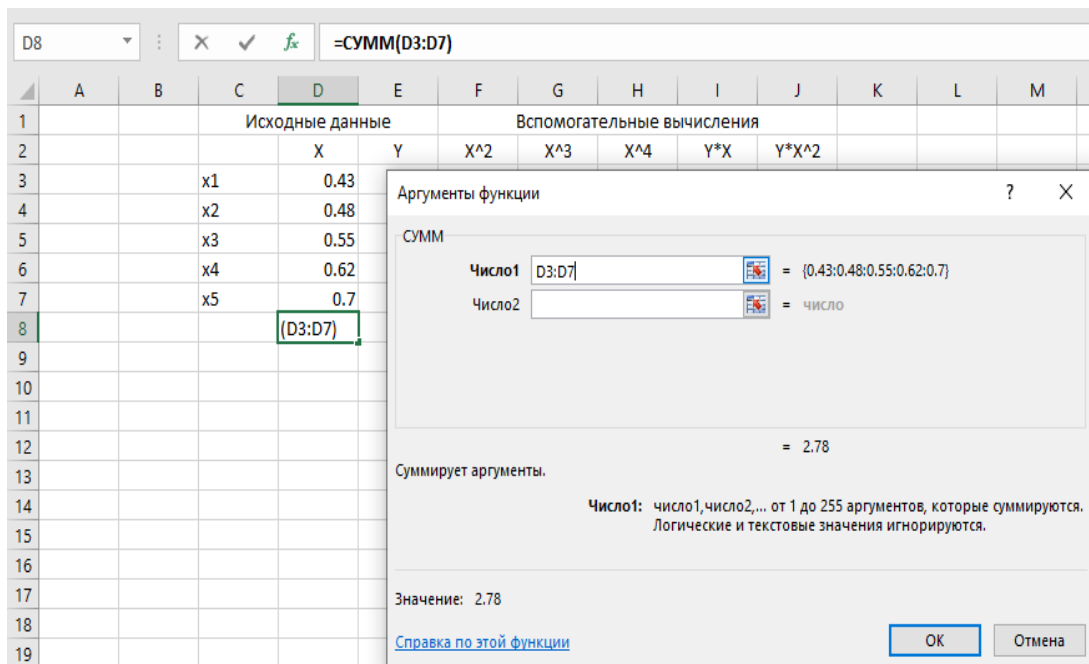 D8 =СУММ(D3:D7)
A B C D E F G H I J K L M
1 Исходные данные Вспомогательные вычисления
2 X Y X^2 X^3 X^4 Y*X Y*X^2
3 x1 0.43
4 x2 0.48
5 x3 0.55
6 x4 0.62
7 x5 0.7
8 (D3:D7)
9
10
11
12
13
14
15
16
17
18
19
Аргументы функции ? X
СУММ
Число1 D3:D7 = {0.43:0.48:0.55:0.62:0.7}
Число2 = число
= 2.78
Суммирует аргументы.
Число1: число1,число2,... от 1 до 255 аргументов, которые суммируются.
Логические и текстовые значения игнорируются.
Значение: 2.78
Справка по этой функции ОК Отмена